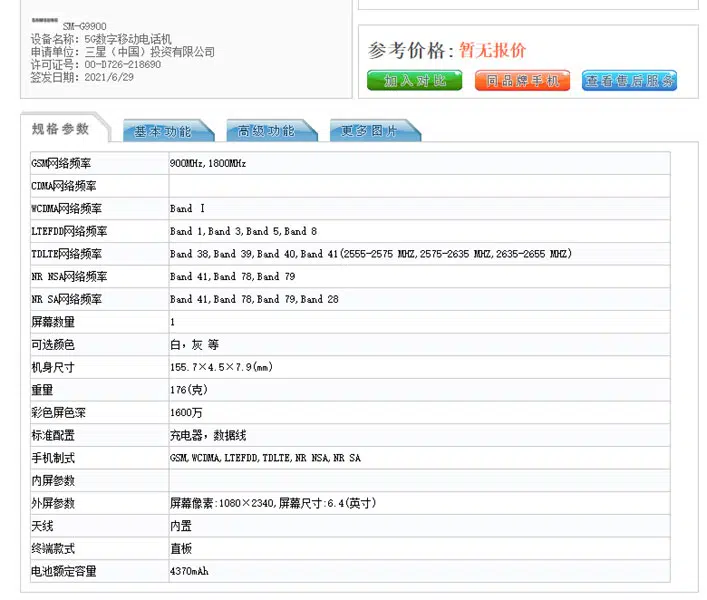 SAMSUNG SM-G9900
设备名称：5G数字移动电话机
申请单位：三星（中国）投资有限公司
许可证号：00-D726-218690
签发日期：2021/6/29
参考价格：暂无报价
加入对比 同品牌手机 查看售后服务
规格参数 基本功能 高级功能 更多图片
GSM网络频率 900MHz,1800MHz
CDMA网络频率
WCDMA网络频率 Band Ⅰ
LTEFDD网络频率 Band 1,Band 3,Band 5,Band 8
TDLTE网络频率 Band 38,Band 39,Band 40,Band 41(2555-2575 MHZ,2575-2635 MHZ,2635-2655 MHZ)
NR NSA网络频率 Band 41,Band 78,Band 79
NR SA网络频率 Band 41,Band 78,Band 79,Band 28
屏幕数量 1
可选颜色 白，灰 等
机身尺寸 155.7×4.5×7.9(mm)
重量 176(克)
彩色屏色深 1600万
标准配置 充电器，数据线
手机制式 GSM,WCDMA,LTEFDD,TDLTE,NR NSA,NR SA
内屏参数
外屏参数 屏幕像素:1080×2340,屏幕尺寸:6.4(英寸)
天线 内置
终端款式 直板
电池额定容量 4370mAh